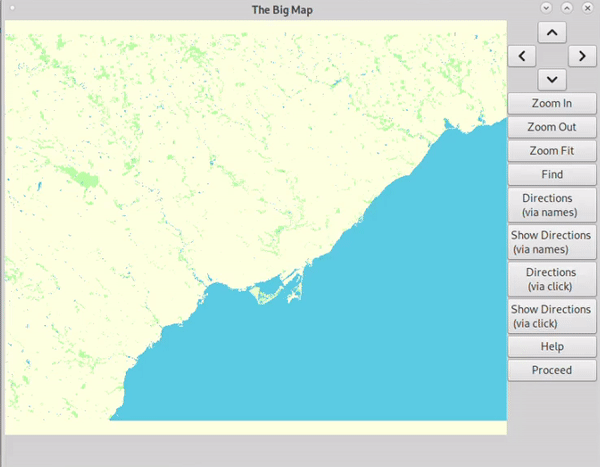 The Big Map
Zoom In
Zoom Out
Zoom Fit
Find
Directions
(via names)
Show Directions
(via names)
Directions
(via click)
Show Directions
(via click)
Help
Proceed